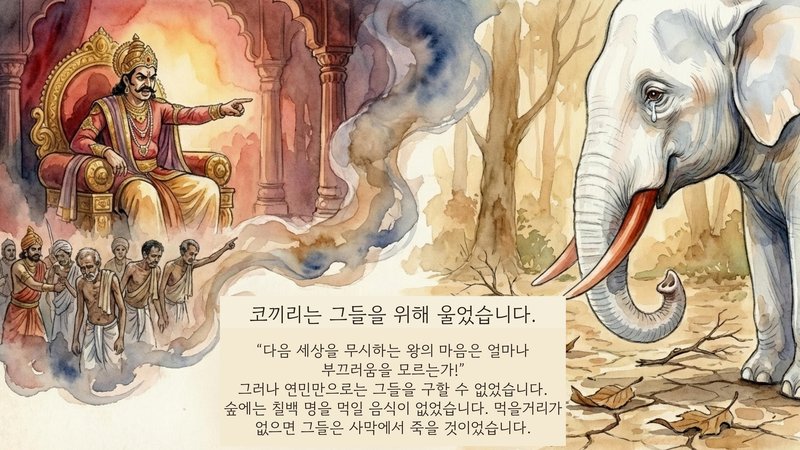 코끼리는 그들을 위해 울었습니다.
“다음 세상을 무시하는 왕의 마음은 얼마나
부끄러움을 모르는가!”
그러나 연민만으로는 그들을 구할 수 없었습니다.
숲에는 칠백 명을 먹일 음식이 없었습니다. 먹을거리가
없으면 그들은 사막에서 죽을 것이었습니다.